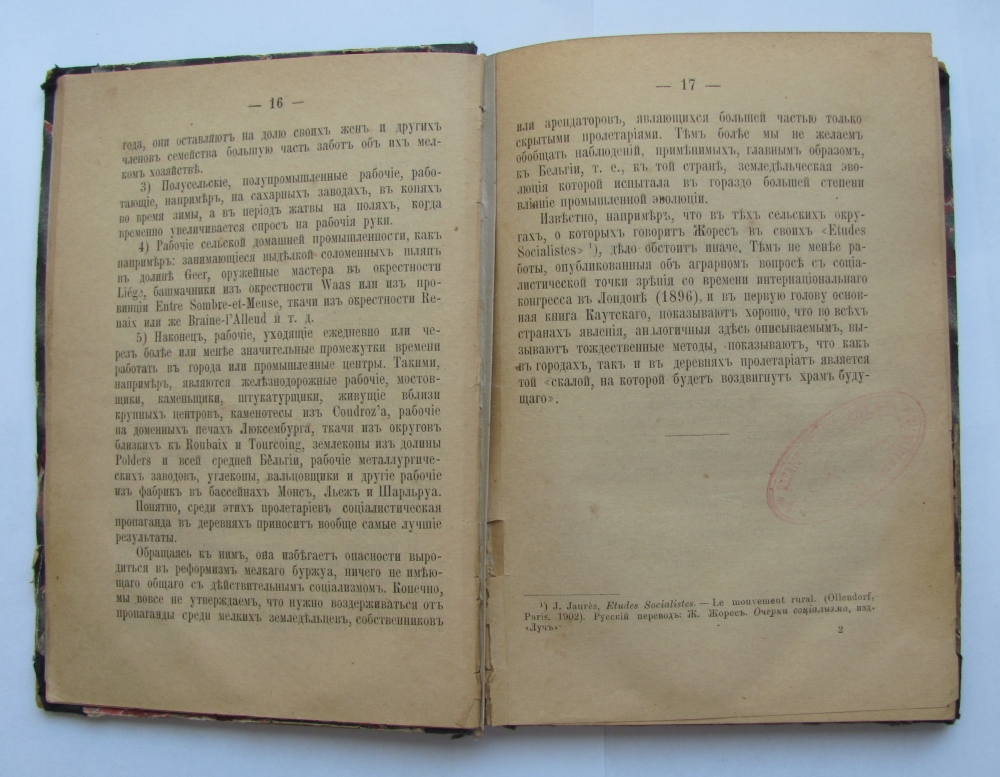 — 16 —
года, они оставляютъ на долю своихъ женъ и другихъ
членовъ семейства большую часть заботъ объ ихъ мел-
комъ хозяйствѣ.
3) Полусельскіе, полупромышленные рабочіе, рабо-
тающіе, напримѣръ, на сахарныхъ заводахъ, въ копяхъ
во время зимы, а въ періодъ жатвы на поляхъ, когда
временно увеличивается спросъ на рабочія руки.
4) Рабочіе сельской домашней промышленности, какъ
напримѣръ: занимающіеся выдѣлкой соломенныхъ шляпъ
въ долинѣ Geer, оружейные мастера въ окрестности
Liége, башмачники изъ окрестности Waas или изъ про-
винціи Entre Sombre-et-Meuse, ткачи изъ окрестности Re-
naix или же Braine-l'Allend и т. д.
5) Наконецъ, рабочіе, уходящіе ежедневно или че-
резъ болѣе или менѣе значительные промежутки времени
работать въ города или промышленные центры. Такими,
напримѣръ, являются желѣзнодорожные рабочіе, мостов-
щики, каменьщики, штукатурщики, живущіе вблизи
крупныхъ центровъ, каменотесы изъ Condroz'a, рабочіе
на доменныхъ печахъ Люксембурга, ткачи изъ округовъ
близкихъ къ Roubaix и Tourcoing, землекопы изъ долины
Polders и всей средней Бельгіи, рабочіе металлургиче-
скихъ заводовъ, углекопы, вальцовщики и другіе рабочіе
изъ фабрикъ въ бассейнахъ Монсъ, Льежъ и Шарльруа.
Понятно, среди этихъ пролетаріевъ соціалистическая
пропаганда въ деревняхъ приноситъ вообще самые лучшіе
результаты.
Обращаясь къ нимъ, она избѣгаетъ опасности выро-
диться въ реформизмъ мелкаго буржуа, ничего не имѣю-
щаго общаго съ дѣйствительнымъ соціализмомъ. Конечно,
мы вовсе не утверждаемъ, что нужно воздерживаться отъ
пропаганды среди мелкихъ земледѣльцевъ, собственниковъ
— 17 —
или арендаторовъ, являющихся большей частью только
скрытыми пролетаріями. Тѣмъ болѣе мы не желаемъ
обобщать наблюденій, примѣнимыхъ, главнымъ образомъ,
къ Бельгіи, т. е., къ той странѣ, земледѣльческая эво-
люція которой испытала въ гораздо большей степени
вліяніе промышленной эволюціи.
Извѣстно, напримѣръ, что въ тѣхъ сельскихъ окру-
гахъ, о которыхъ говоритъ Жоресъ въ своихъ «Etudes
Socialistes» ¹), дѣло обстоитъ иначе. Тѣмъ не менѣе ра-
боты, опубликованныя объ аграрномъ вопросѣ съ соціа-
листической точки зрѣнія со времени интернаціональнаго
конгресса въ Лондонѣ (1896), и въ первую голову основ-
ная книга Каутскаго, показываютъ хорошо, что во всѣхъ
странахъ явленія, аналогичныя здѣсь описываемымъ, вы-
зываютъ тождественные методы, показываютъ, что какъ
въ городахъ, такъ и въ деревняхъ пролетаріатъ является
той «скалой, на которой будетъ воздвигнутъ храмъ буду-
щаго».
¹) J. Jaurès, Etudes Socialistes. — Le mouvement rural. (Ollendorf,
Paris. 1902). Русскій переводъ: Ж. Жоресъ. Очерки соціализма, изд-
«Лучъ»
2